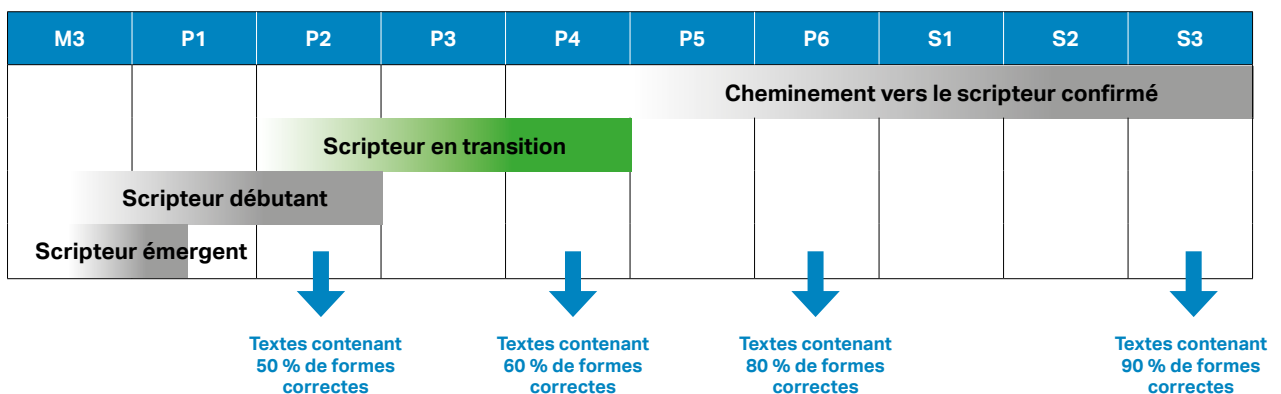 M3 P1 P2 P3 P4 P5 P6 S1 S2 S3
Cheminement vers le scripteur confirmé
Scripteur en transition
Scripteur débutant
Scripteur émergent
Textes contenant
50 % de formes
correctes
Textes contenant
60 % de formes
correctes
Textes contenant
80 % de formes
correctes
Textes contenant
90 % de formes
correctes